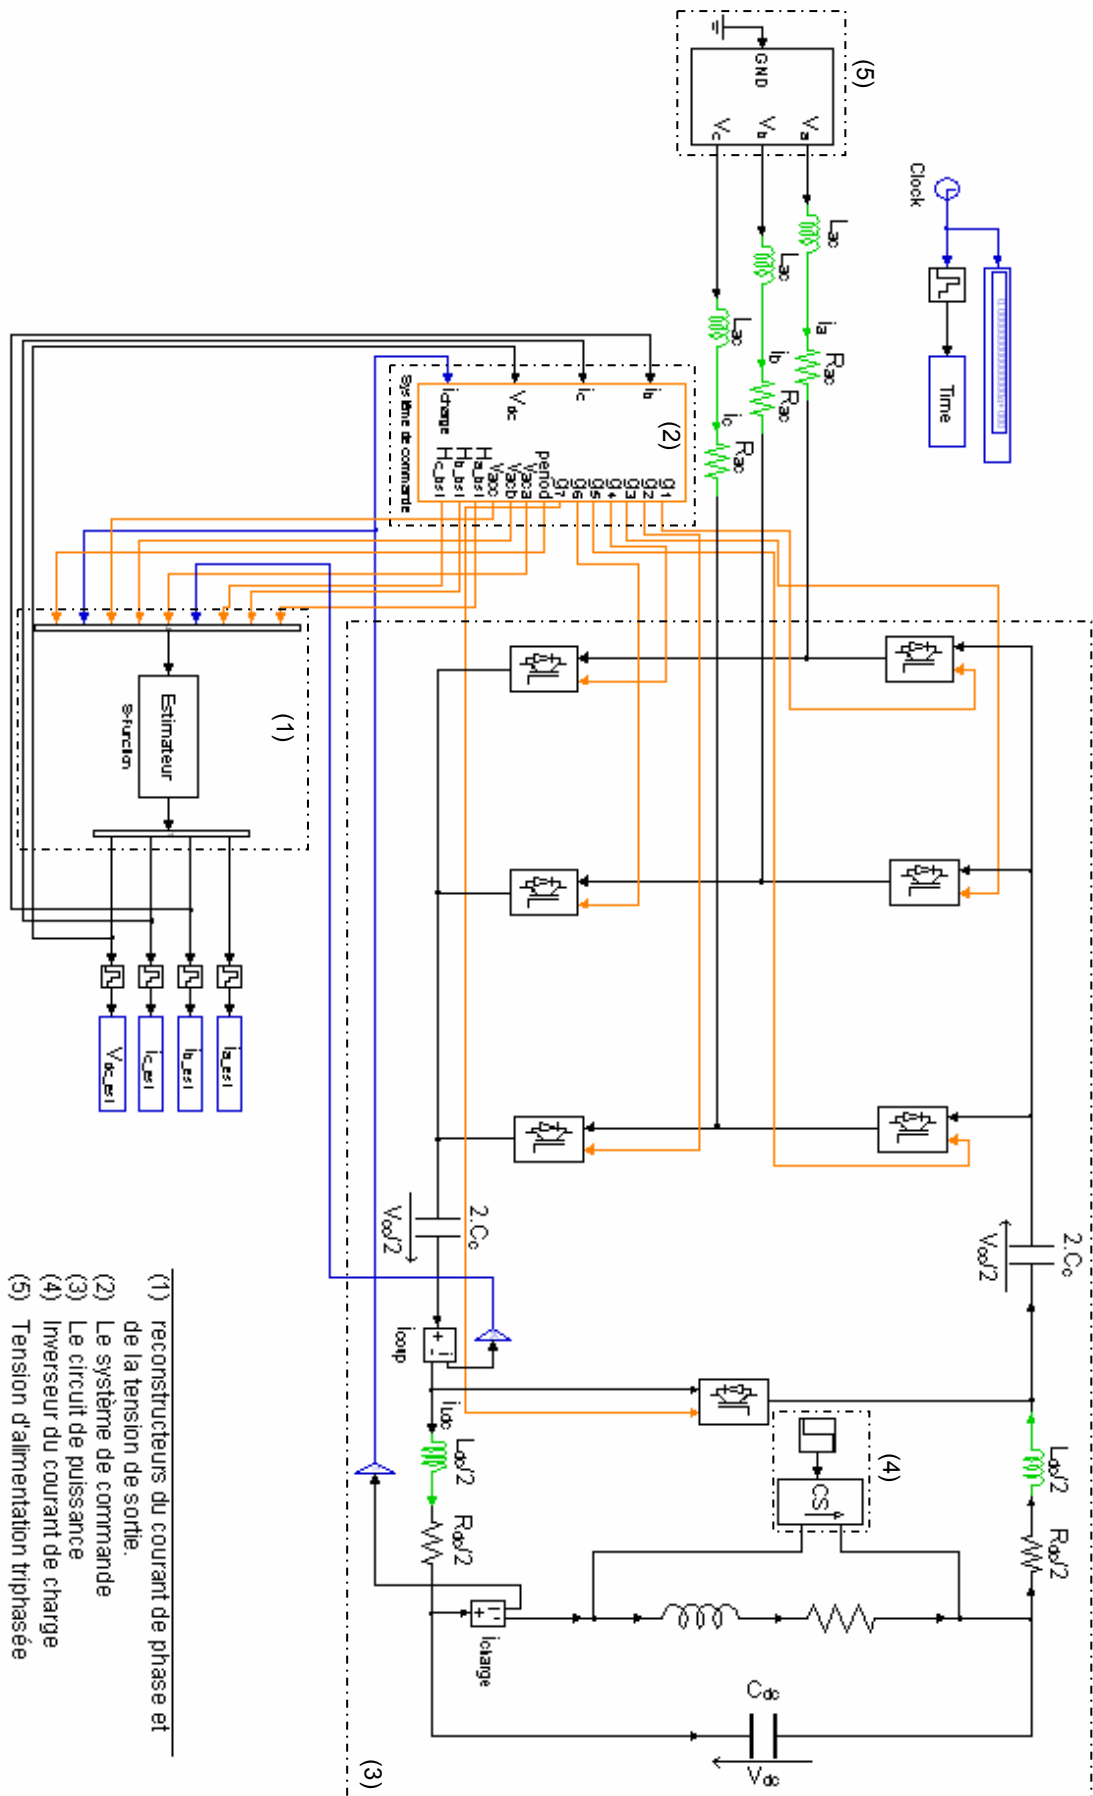 (5)
GND
Va
Vb
Vc
Clock
Time
Lac
ia
Rac
Lac
ib
Rac
Lac
ic
Rac
(2)
ib
ic
Vdc
icharge
g1
g2
g3
g4
g5
g6
g7
period
Vaca
Vacb
Vacc
Ha_bsl
Hb_bsl
Hc_bsl
Système de commande
(1)
Estimateur
S-function
ia_est
ib_est
ic_est
Vdc_est
2.Cc
Vcc/2
2.Cc
Vcc/2
+
-
i
icoup
iLdc
Ldc/2
Rdc/2
Ldc/2
Rdc/2
(4)
CS
+
-
i
icharge
Cdc
Vdc
(3)
(1) reconstructeurs du courant de phase et
de la tension de sortie.
(2) Le système de commande
(3) Le circuit de puissance
(4) Inverseur du courant de charge
(5) Tension d'alimentation triphasée